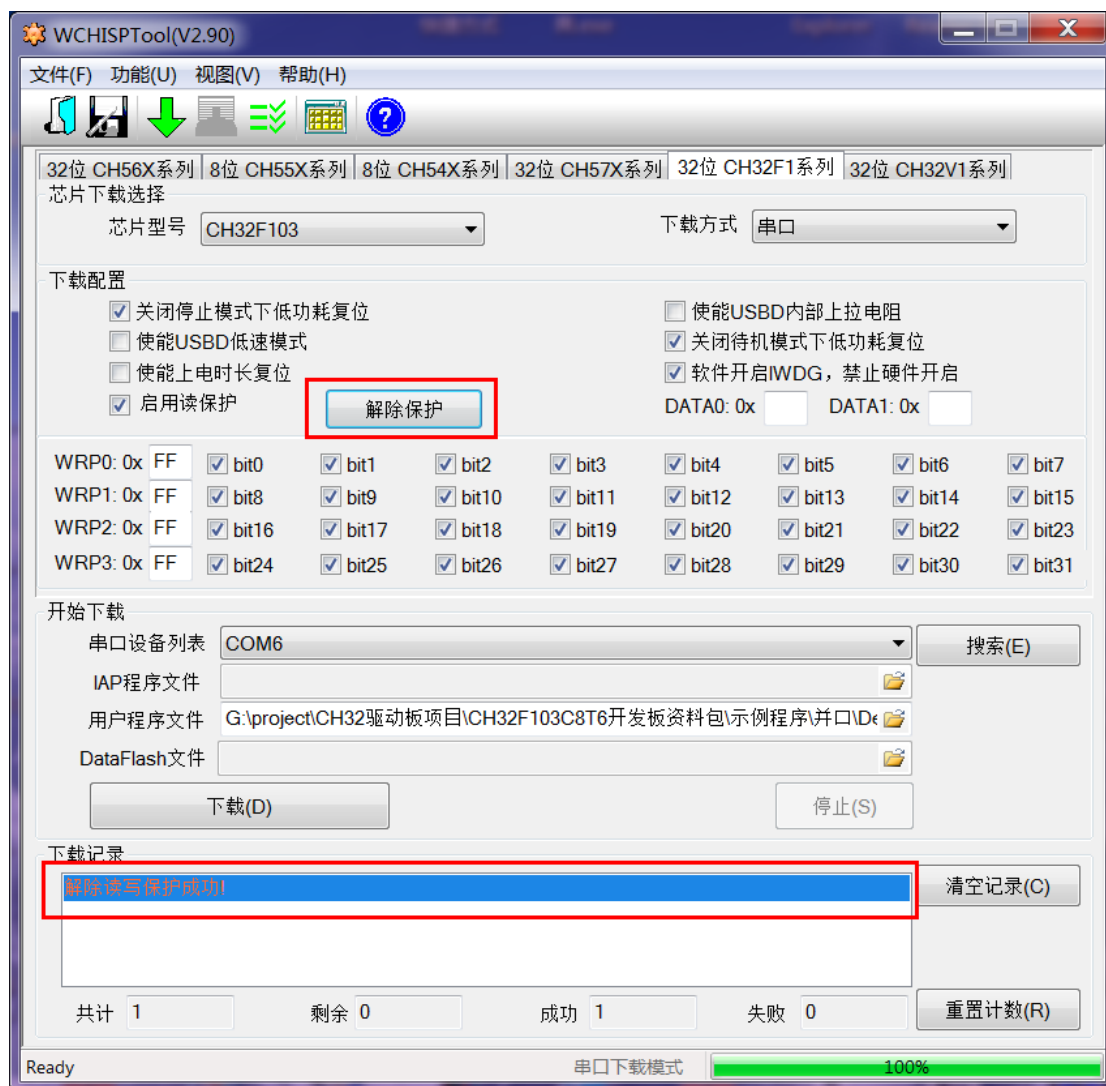 WCHISPTool(V2.90)
文件(F) 功能(U) 视图(V) 帮助(H)
32位 CH56X系列 8位 CH55X系列 8位 CH54X系列 32位 CH57X系列 32位 CH32F1系列 32位 CH32V1系列
芯片下载选择
芯片型号 CH32F103 下载方式 串口
下载配置
关闭停止模式下低功耗复位 使能USBD内部上拉电阻
使能USBD低速模式 关闭待机模式下低功耗复位
使能上电时长复位 软件开启IWDG，禁止硬件开启
启用读保护 解除保护 DATA0: 0x DATA1: 0x
WRP0: 0x FF bit0 bit1 bit2 bit3 bit4 bit5 bit6 bit7
WRP1: 0x FF bit8 bit9 bit10 bit11 bit12 bit13 bit14 bit15
WRP2: 0x FF bit16 bit17 bit18 bit19 bit20 bit21 bit22 bit23
WRP3: 0x FF bit24 bit25 bit26 bit27 bit28 bit29 bit30 bit31
开始下载
串口设备列表 COM6 搜索(E)
IAP程序文件
用户程序文件 G:\project\CH32驱动板项目\CH32F103C8T6开发板资料包\示例程序\并口\De
DataFlash文件
下载(D) 停止(S)
下载记录
解除读写保护成功! 清空记录(C)
共计 1 剩余 0 成功 1 失败 0 重置计数(R)
Ready 串口下载模式 100%